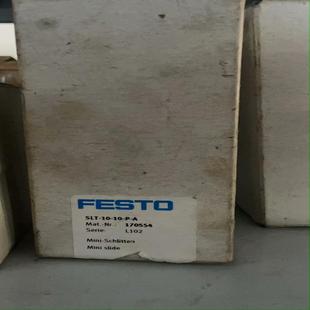 FESTO
SLT-10-10-P-A
Mat.-Nr.: 170554
Serie: L102
Mini-Schlitten
Mini slide